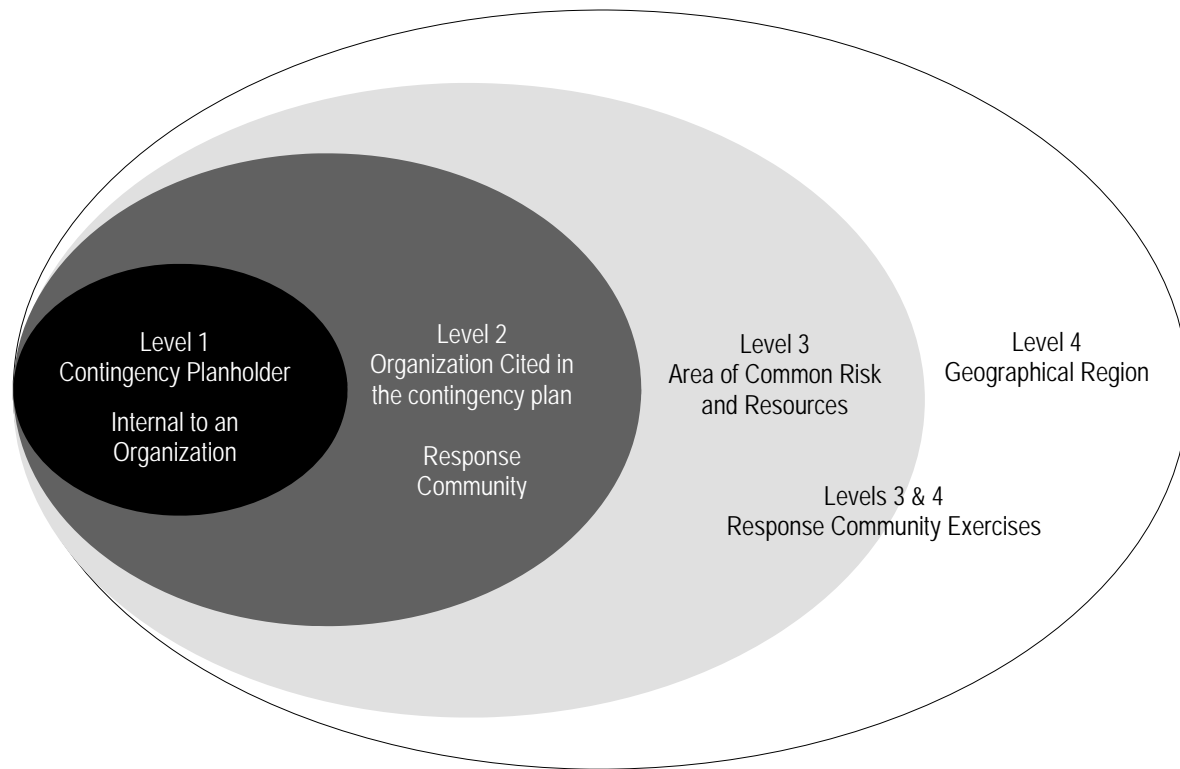 Level 1
Contingency Planholder
Internal to an
Organization
Level 2
Organization Cited in
the contingency plan
Response
Community
Level 3
Area of Common Risk
and Resources
Level 4
Geographical Region
Levels 3 & 4
Response Community Exercises